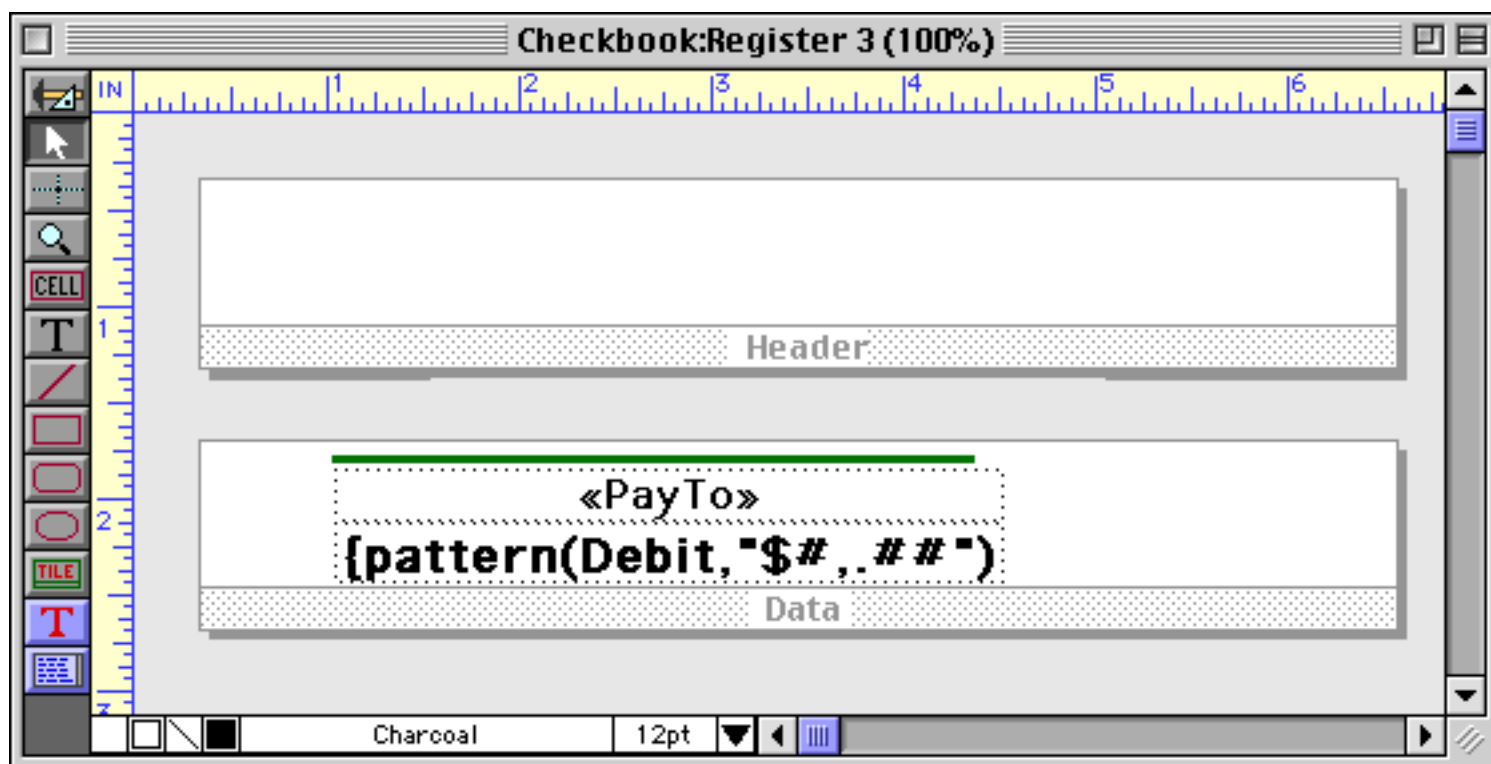 Checkbook:Register 3 (100%)
IN 1 2 3 4 5 6
CELL
T
1
Header
«PayTo»
2
{pattern(Debit,"$#,.##")
TILE
Data
T
3
Charcoal 12pt